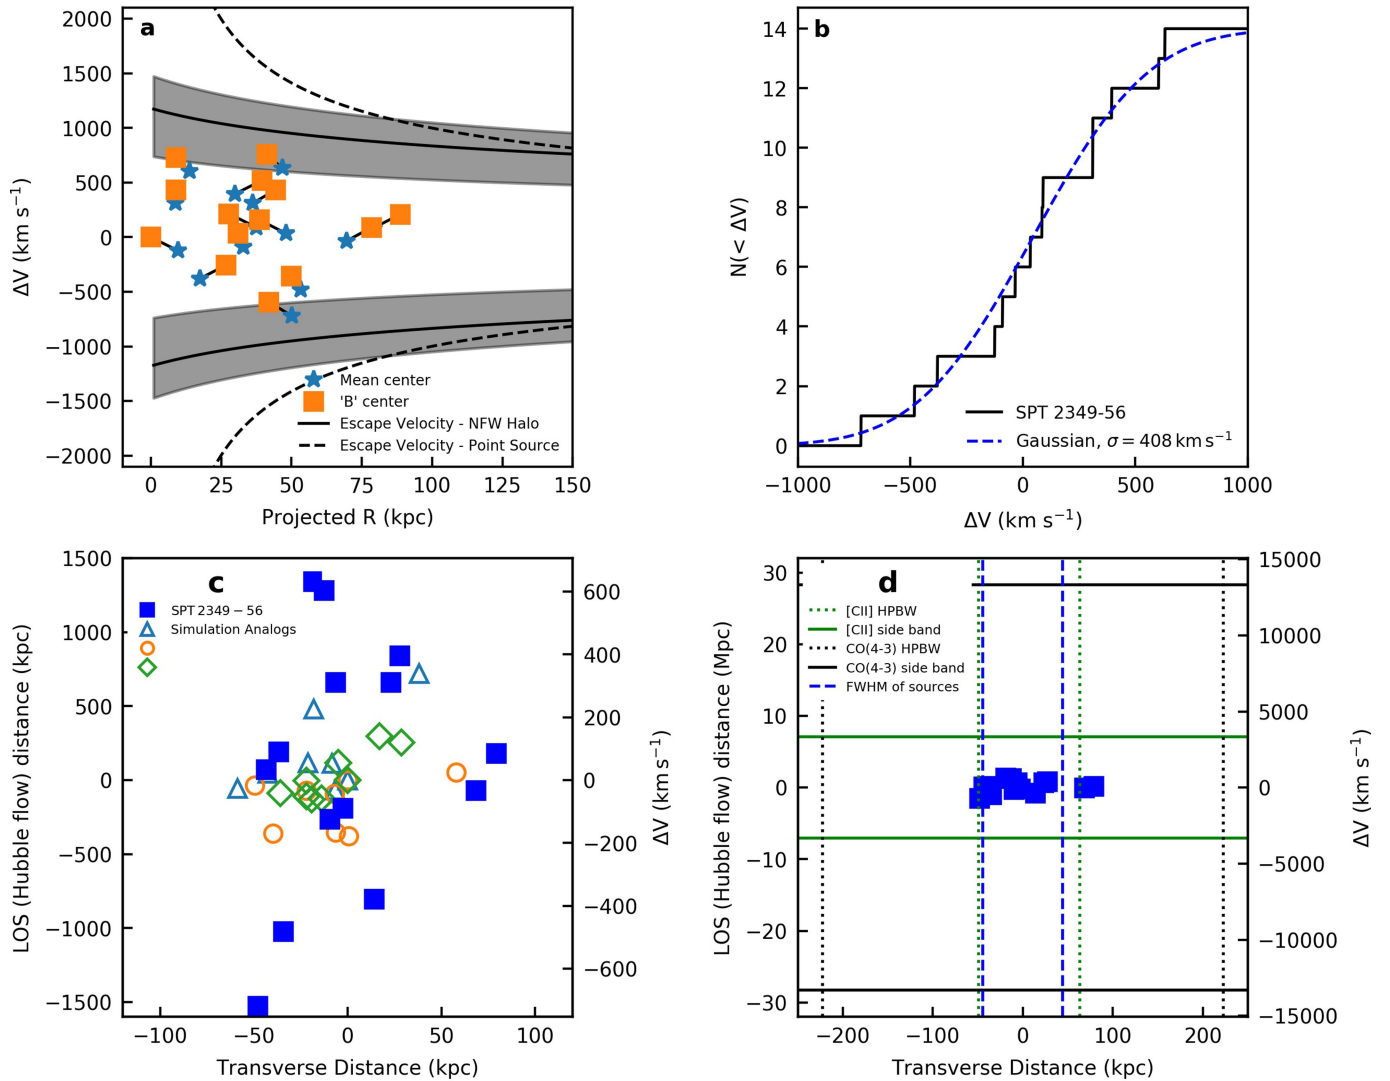 a
2000
1500
1000
500
0
−500
−1000
−1500
−2000
ΔV (km s⁻¹)
Mean center
'B' center
Escape Velocity - NFW Halo
Escape Velocity - Point Source
0 25 50 75 100 125 150
Projected R (kpc)
b
14
12
10
8
6
4
2
0
N(< ΔV)
SPT 2349-56
Gaussian, σ = 408 km s⁻¹
−1000 −500 0 500 1000
ΔV (km s⁻¹)
c
1500
1000
500
0
−500
−1000
−1500
LOS (Hubble flow) distance (kpc)
SPT 2349 − 56
Simulation Analogs
600
400
200
0
−200
−400
−600
ΔV (km s⁻¹)
−100 −50 0 50 100
Transverse Distance (kpc)
d
30
20
10
0
−10
−20
−30
LOS (Hubble flow) distance (Mpc)
[CII] HPBW
[CII] side band
CO(4-3) HPBW
CO(4-3) side band
FWHM of sources
15000
10000
5000
0
−5000
−10000
−15000
ΔV (km s⁻¹)
−200 −100 0 100 200
Transverse Distance (kpc)